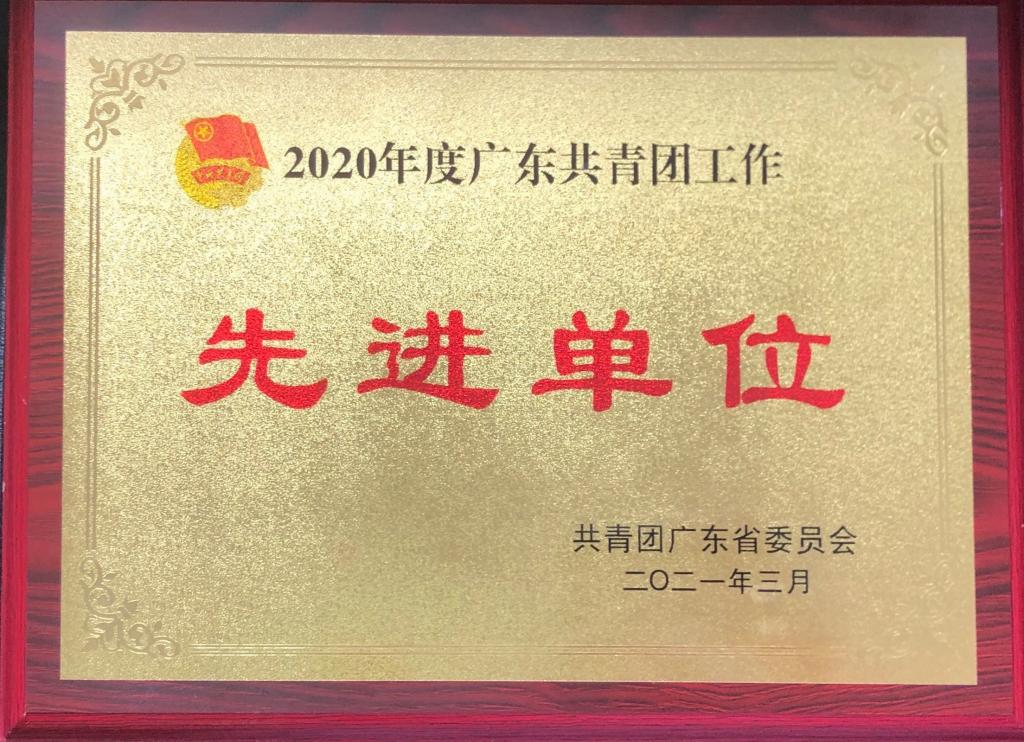 2020年度广东共青团工作
先进单位
共青团广东省委员会
二〇二一年三月